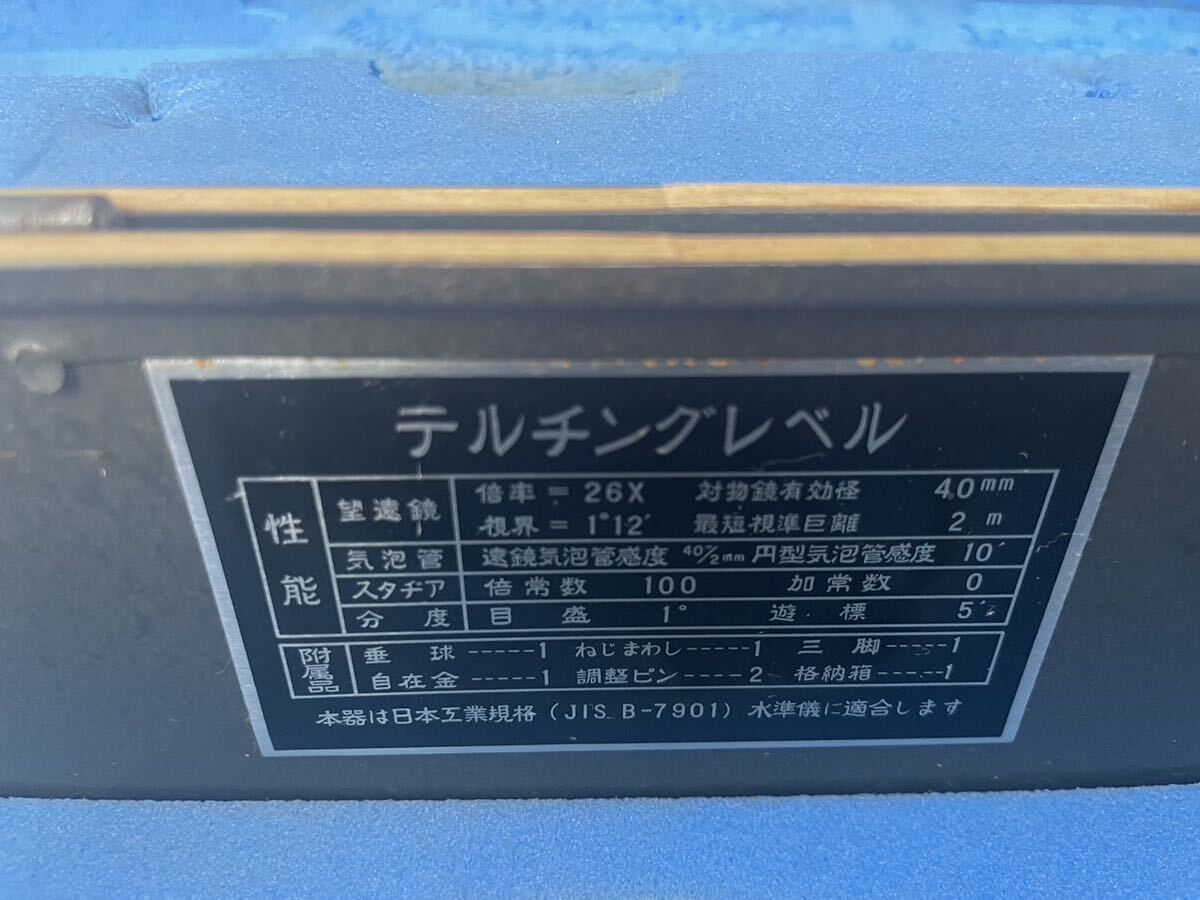 テルチングレベル
性能
望遠鏡 倍率 = 26X 対物鏡有効径 40mm
視界 = 1°12′ 最短視準巨離 2 m
気泡管 遠鏡気泡管感度 40″/2mm 円型気泡管感度 10′
スタヂア 倍常数 100 加常数 0
分度 目盛 1° 遊標 5′
附属品
垂球-----1 ねじまわし-----1 三脚-----1
自在金-----1 調整ピン----2 格納箱-----1
本器は日本工業規格(JIS B-7901)水準儀に適合します